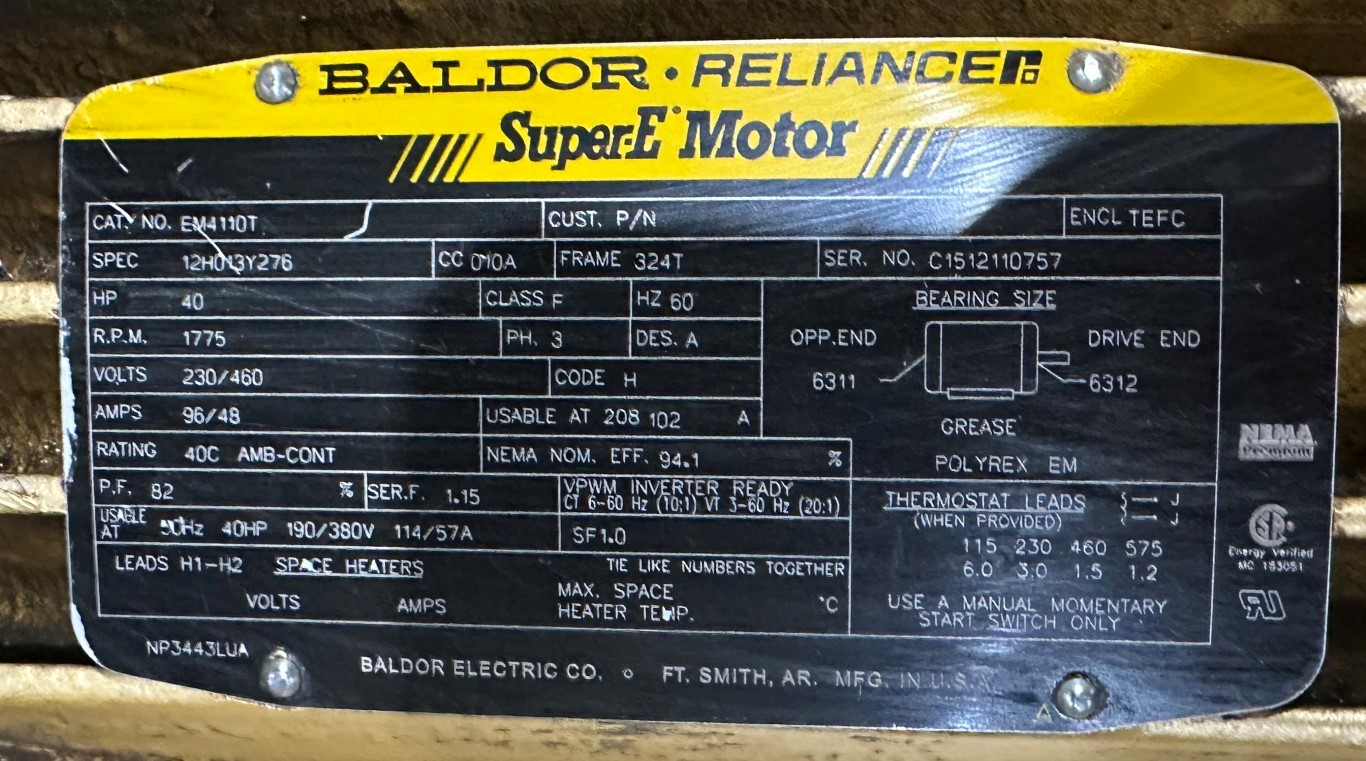 BALDOR • RELIANCE
Super-E Motor
CAT. NO. EM4110T CUST. P/N ENCL TEFC
SPEC 12H013Y276 CC 010A FRAME 324T SER. NO. C1512110757
HP 40 CLASS F HZ 60
R.P.M. 1775 PH. 3 DES. A
VOLTS 230/460 CODE H
AMPS 96/48 USABLE AT 208 102 A
RATING 40C AMB-CONT NEMA NOM. EFF. 94.1 %
P.F. 82 % SER.F. 1.15 VPWM INVERTER READY
CT 6-60 Hz (10:1) VT 3-60 Hz (20:1)
USABLE AT 50Hz 40HP 190/380V 114/57A SF1.0
LEADS H1-H2 SPACE HEATERS TIE LIKE NUMBERS TOGETHER
VOLTS AMPS MAX. SPACE HEATER TEMP. °C
BEARING SIZE
OPP.END DRIVE END
6311 6312
GREASE
POLYREX EM
THERMOSTAT LEADS J
(WHEN PROVIDED) J
115 230 460 575
6.0 3.0 1.5 1.2
USE A MANUAL MOMENTARY
START SWITCH ONLY
NEMA
Premium
Energy Verified
MC 183051
NP3443LUA
BALDOR ELECTRIC CO. o FT. SMITH, AR. MFG. IN U.S.A.
A